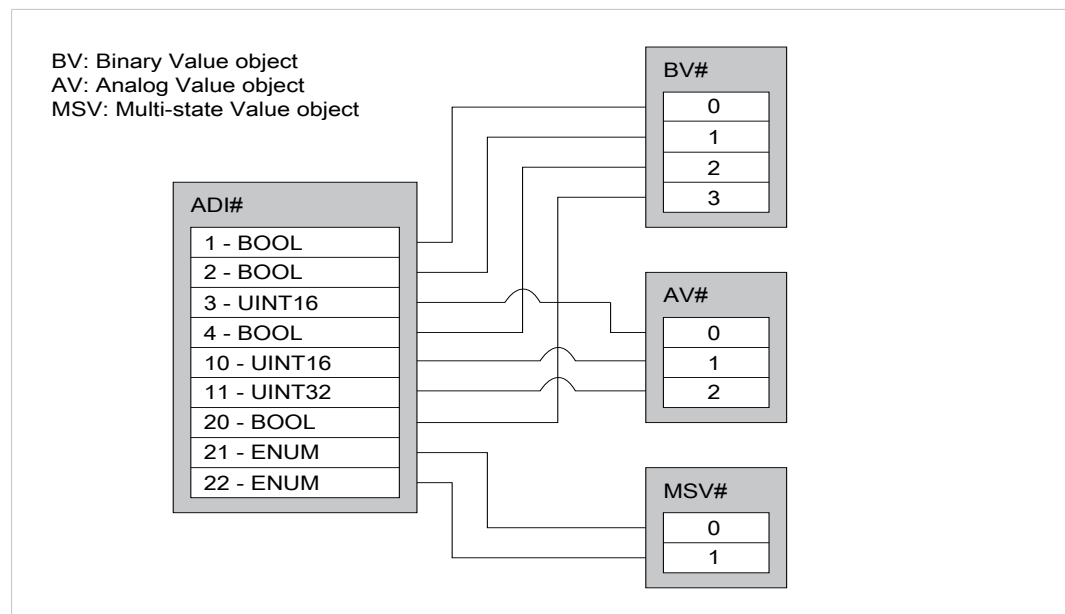 BV: Binary Value object
AV: Analog Value object
MSV: Multi-state Value object
ADI#
1 - BOOL
2 - BOOL
3 - UINT16
4 - BOOL
10 - UINT16
11 - UINT32
20 - BOOL
21 - ENUM
22 - ENUM
BV#
0
1
2
3
AV#
0
1
2
MSV#
0
1